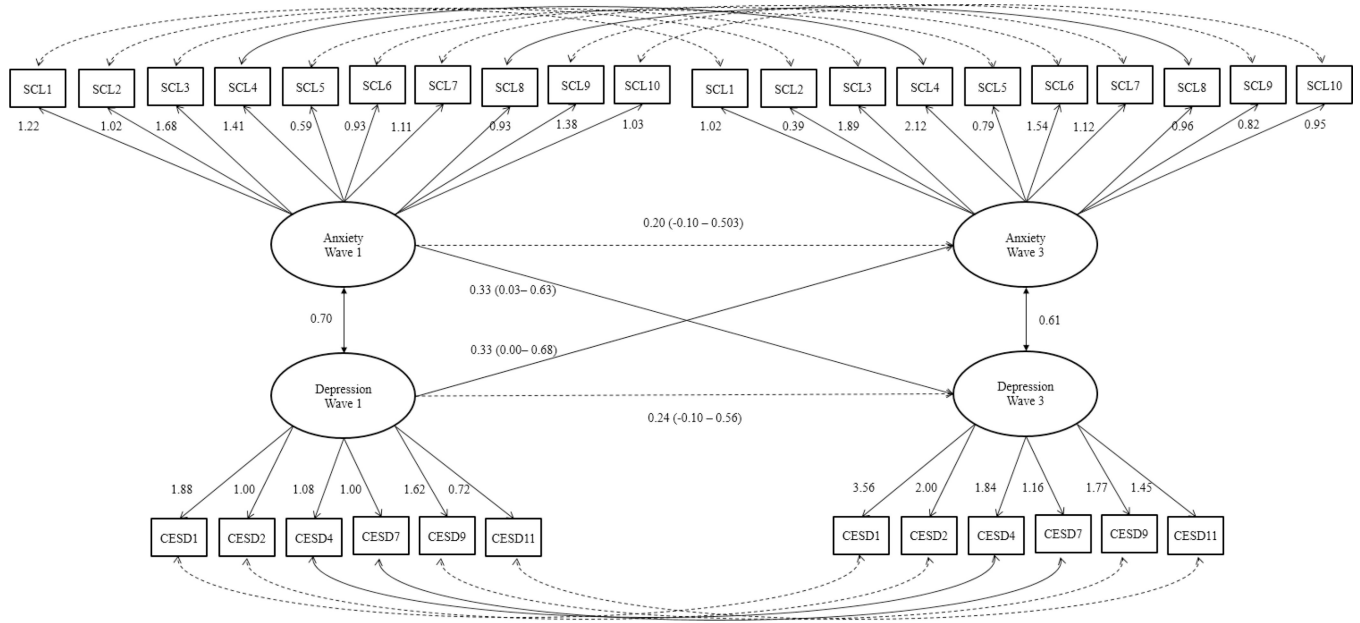 SCL1 SCL2 SCL3 SCL4 SCL5 SCL6 SCL7 SCL8 SCL9 SCL10 SCL1 SCL2 SCL3 SCL4 SCL5 SCL6 SCL7 SCL8 SCL9 SCL10
1.22 1.02 1.68 1.41 0.59 0.93 1.11 0.93 1.38 1.03 1.02 0.39 1.89 2.12 0.79 1.54 1.12 0.96 0.82 0.95
0.20 (-0.10 – 0.503)
Anxiety
Wave 1
Anxiety
Wave 3
0.33 (0.03– 0.63)
0.70
0.61
0.33 (0.00– 0.68)
Depression
Wave 1
Depression
Wave 3
0.24 (-0.10 – 0.56)
1.88 1.00 1.08 1.00 1.62 0.72 3.56 2.00 1.84 1.16 1.77 1.45
CESD1 CESD2 CESD4 CESD7 CESD9 CESD11 CESD1 CESD2 CESD4 CESD7 CESD9 CESD11